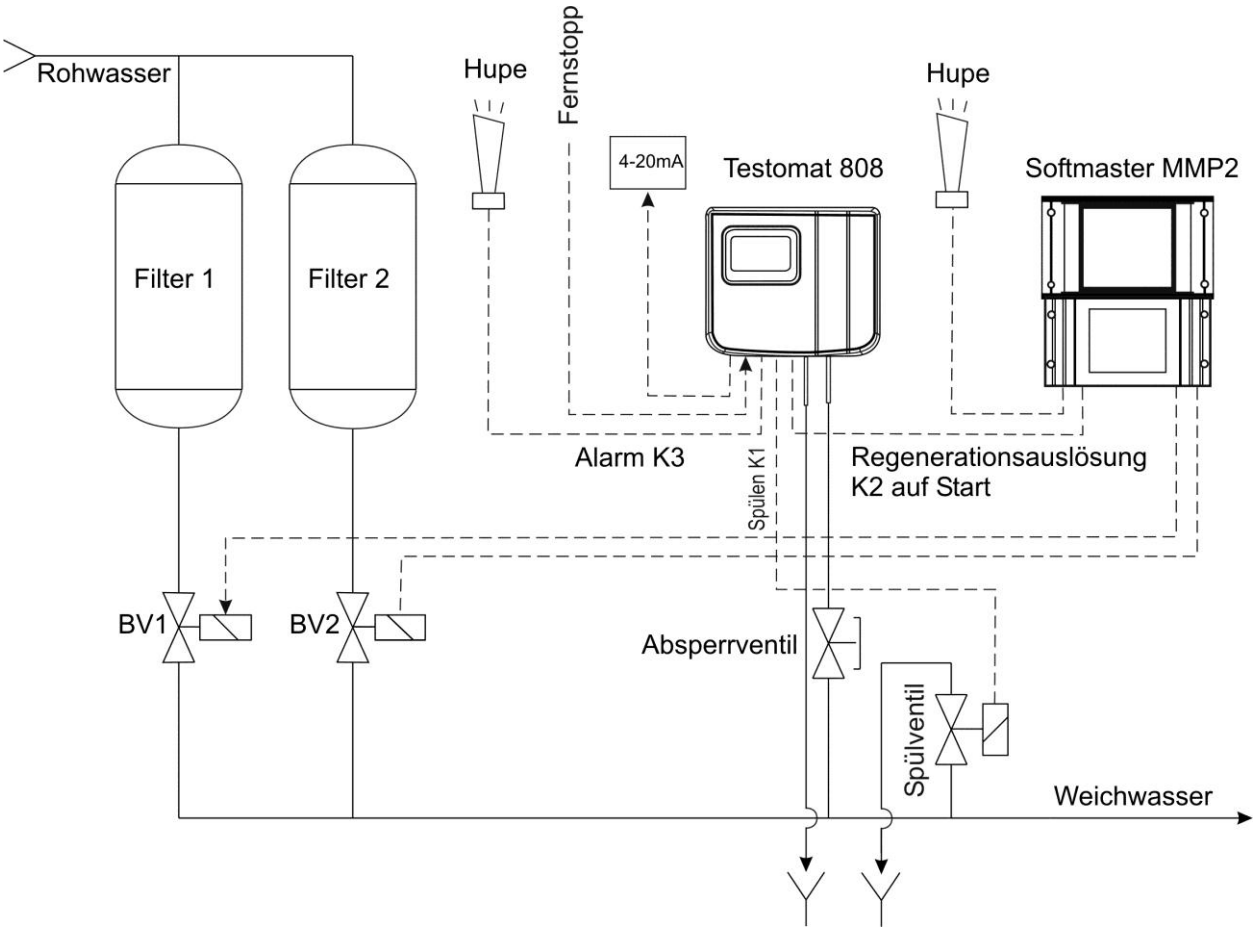 Rohwasser
Hupe
Fernstopp
Hupe
4-20mA
Testomat 808
Softmaster MMP2
Filter 1
Filter 2
Alarm K3
Spülen K1
Regenerationsauslösung
K2 auf Start
BV1
BV2
Absperrventil
Spülventil
Weichwasser